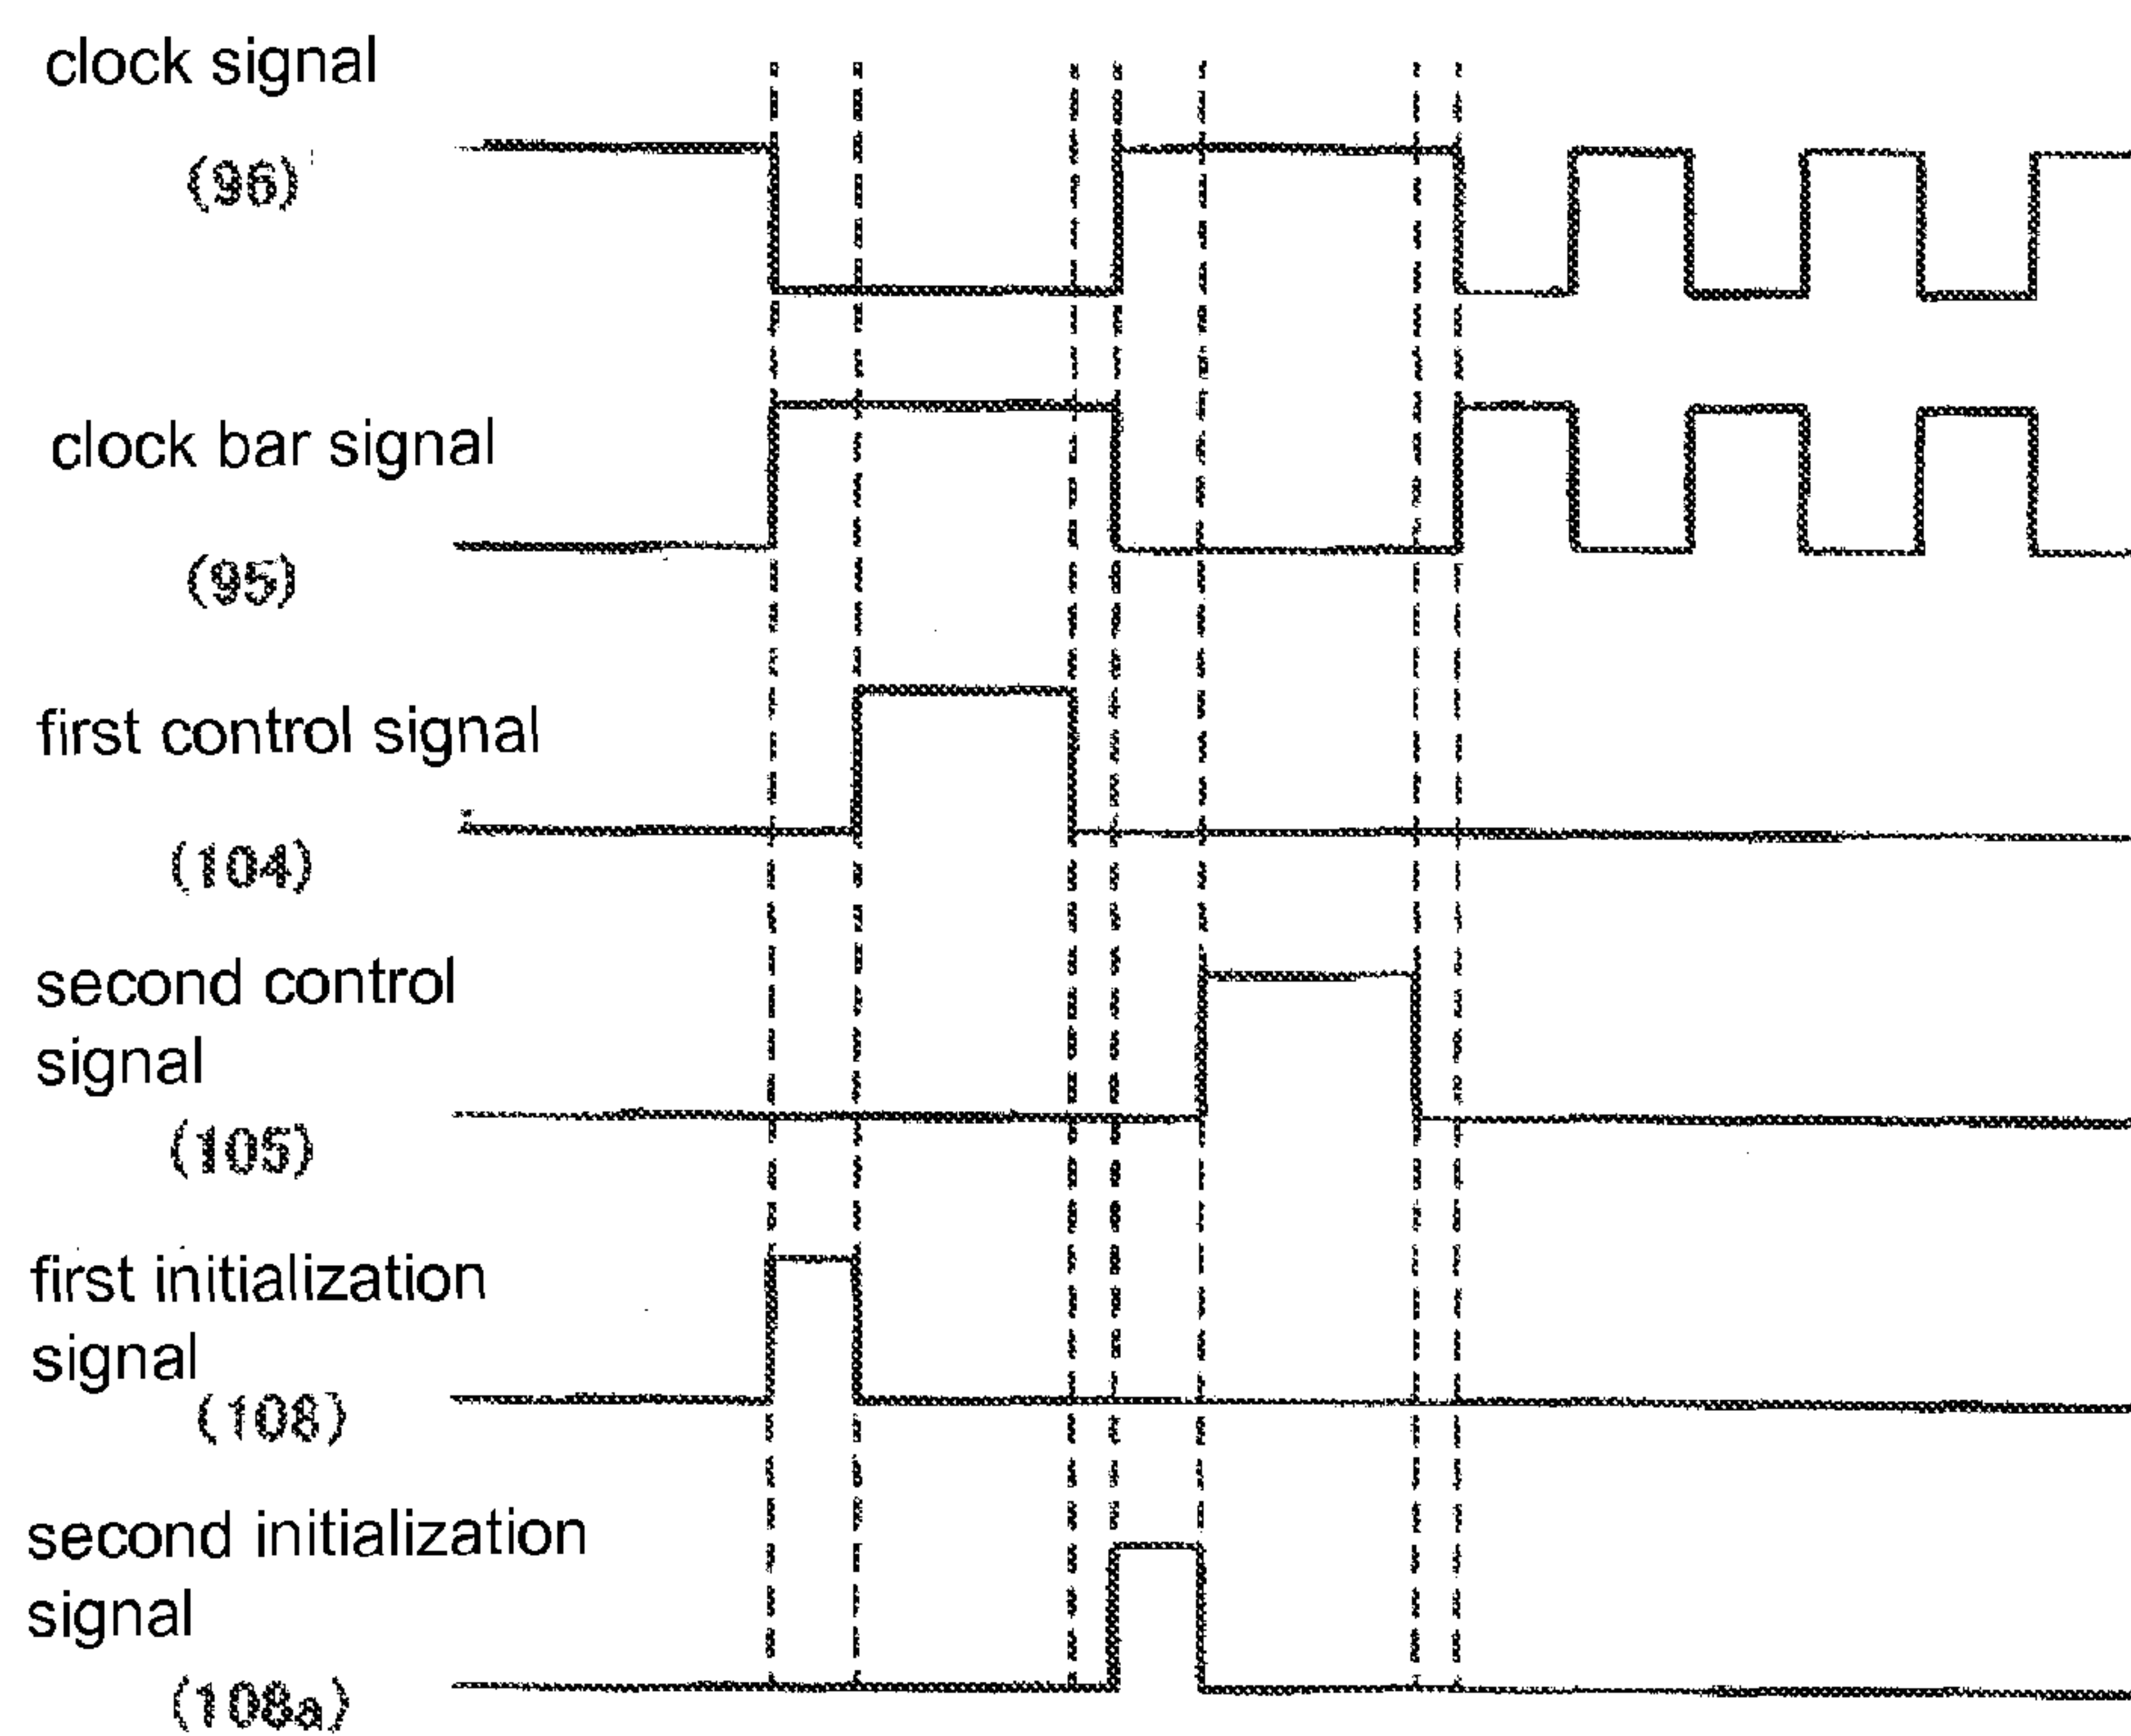 clock signal
(96)
clock bar signal
(95)
first control signal
(104)
second control
signal
(105)
first initialization
signal
(108)
second initialization
signal
(108a)